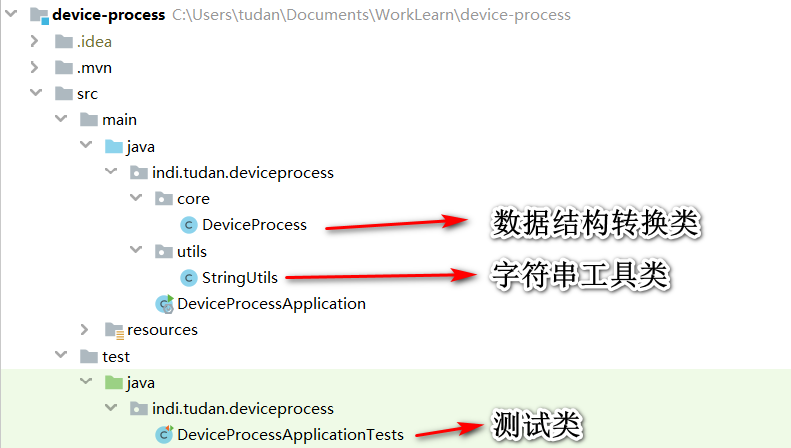 device-process C:\Users\tudan\Documents\WorkLearn\device-process
.idea
.mvn
src
main
java
indi.tudan.deviceprocess
core
C DeviceProcess 数据结构转换类
utils
C StringUtils 字符串工具类
C DeviceProcessApplication
resources
test
java
indi.tudan.deviceprocess
C DeviceProcessApplicationTests 测试类